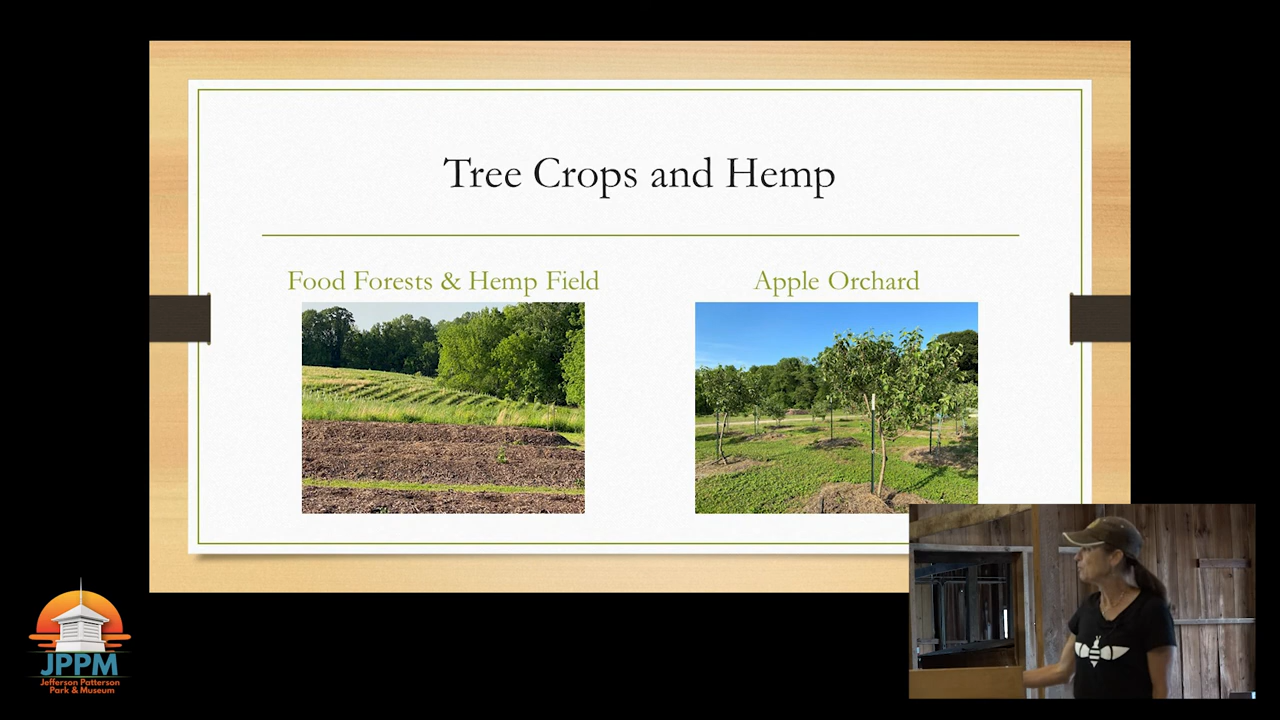 Tree Crops and Hemp
Food Forests & Hemp Field
Apple Orchard
JPPM
Jefferson Patterson
Park & Museum